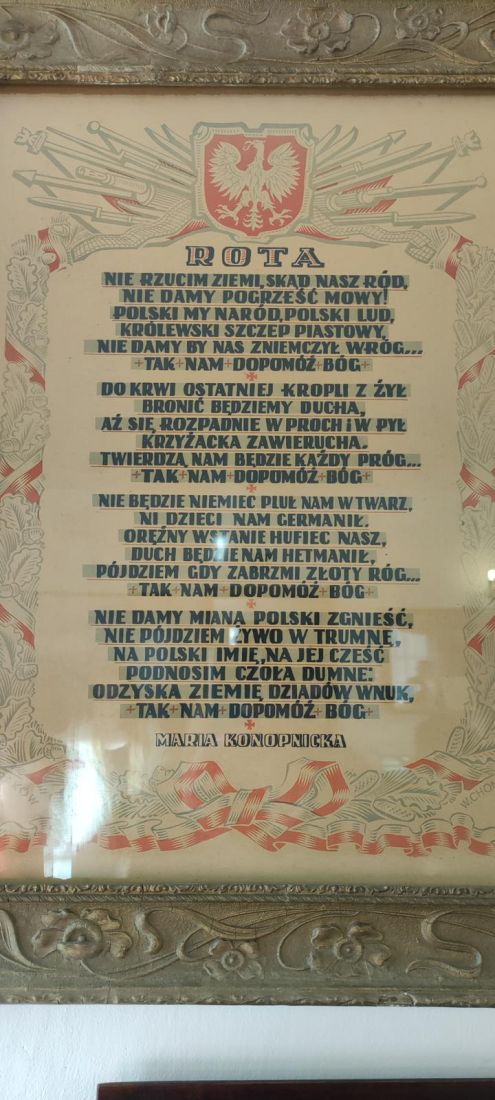 ROTA
NIE RZUCIM ZIEMI, SKĄD NASZ RÓD,
NIE DAMY POGRZEŚĆ MOWY!
POLSKI MY NARÓD, POLSKI LUD,
KRÓLEWSKI SZCZEP PIASTOWY,
NIE DAMY BY NAS ZNIEMCZYŁ WRÓG...
TAK + NAM + DOPOMÓŻ + BÓG
DO KRWI OSTATNIEJ KROPLI Z ŻYŁ
BRONIĆ BĘDZIEMY DUCHA,
AŻ SIĘ ROZPADNIE W PROCH i W PYŁ
KRZYŻACKA ZAWIERUCHA.
TWIERDZĄ NAM BĘDZIE KAŻDY PRÓG...
TAK + NAM + DOPOMÓŻ + BÓG
NIE BĘDZIE NIEMIEC PLUŁ NAM W TWARZ,
NI DZIECI NAM GERMANIŁ.
ORĘŻNY WSTANIE HUFIEC NASZ,
DUCH BĘDZIE NAM HETMANIŁ,
PÓJDZIEM GDY ZABRZMI ZŁOTY RÓG...
TAK + NAM + DOPOMÓŻ + BÓG
NIE DAMY MIANA POLSKI ZGNIEŚĆ,
NIE PÓJDZIEM ŻYWO W TRUMNĘ,
NA POLSKI IMIĘ, NA JEJ CZEŚĆ
PODNOSIM CZOŁA DUMNE:
ODZYSKA ZIEMIĘ DZIADÓW WNUK,
TAK + NAM + DOPOMÓŻ + BÓG
MARIA KONOPNICKA